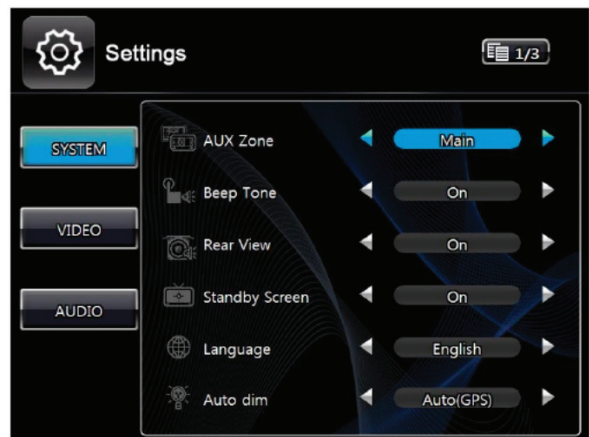 Settings
1/3
SYSTEM
VIDEO
AUDIO
AUX Zone Main
Beep Tone On
Rear View On
Standby Screen On
Language English
Auto dim Auto(GPS)